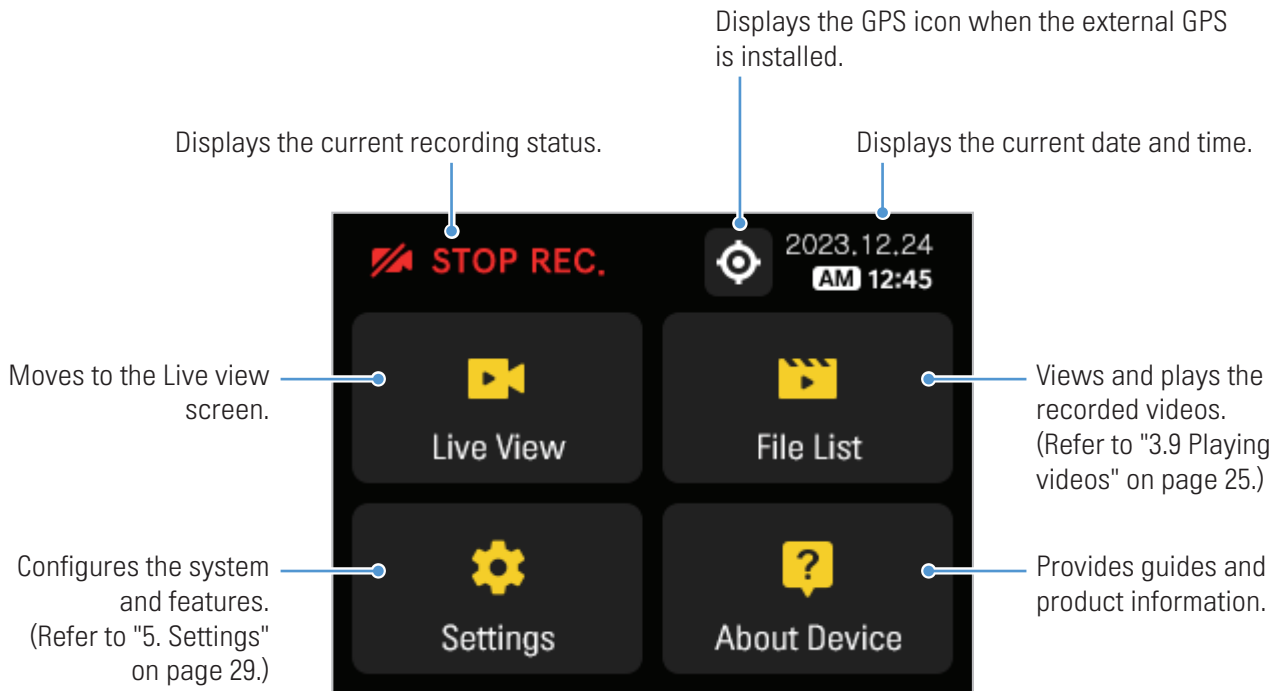 Displays the GPS icon when the external GPS
is installed.
Displays the current recording status.
Displays the current date and time.
STOP REC.
2023.12.24
AM 12:45
Moves to the Live view
screen.
Live View
File List
Views and plays the
recorded videos.
(Refer to "3.9 Playing
videos" on page 25.)
Configures the system
and features.
(Refer to "5. Settings"
on page 29.)
Settings
About Device
Provides guides and
product information.